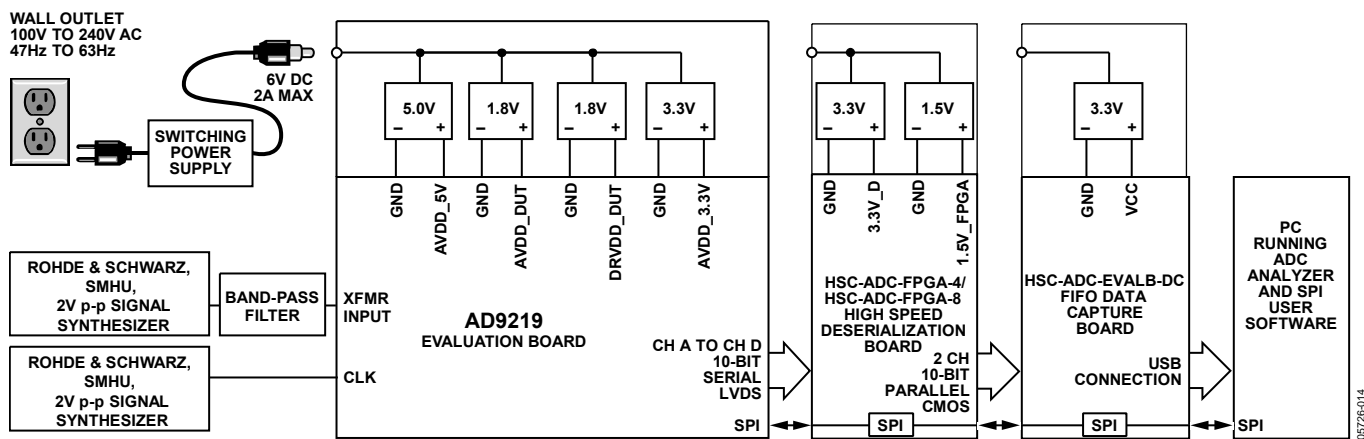 WALL OUTLET
100V TO 240V AC
47Hz TO 63Hz
6V DC
2A MAX
SWITCHING
POWER
SUPPLY
5.0V
– +
1.8V
– +
1.8V
– +
3.3V
– +
3.3V
– +
1.5V
– +
3.3V
– +
GND
AVDD_5V
GND
AVDD_DUT
GND
DRVDD_DUT
GND
AVDD_3.3V
GND
3.3V_D
GND
1.5V_FPGA
GND
VCC
ROHDE & SCHWARZ,
SMHU,
2V p-p SIGNAL
SYNTHESIZER
BAND-PASS
FILTER
XFMR
INPUT
ROHDE & SCHWARZ,
SMHU,
2V p-p SIGNAL
SYNTHESIZER
CLK
AD9219
EVALUATION BOARD
CH A TO CH D
10-BIT
SERIAL
LVDS
SPI
HSC-ADC-FPGA-4/
HSC-ADC-FPGA-8
HIGH SPEED
DESERIALIZATION
BOARD
2 CH
10-BIT
PARALLEL
CMOS
SPI
HSC-ADC-EVALB-DC
FIFO DATA
CAPTURE
BOARD
USB
CONNECTION
SPI
PC
RUNNING
ADC
ANALYZER
AND SPI
USER
SOFTWARE
SPI
05726-014